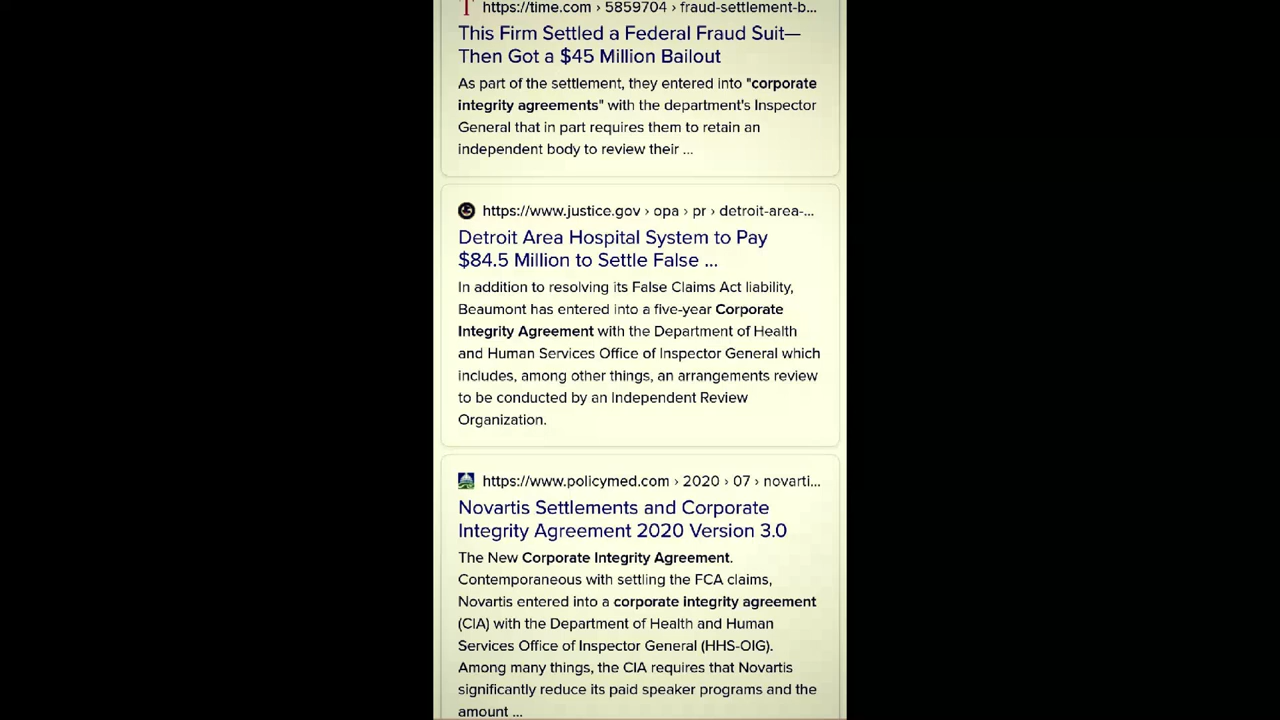 https://time.com › 5859704 › fraud-settlement-b...
This Firm Settled a Federal Fraud Suit—
Then Got a $45 Million Bailout
As part of the settlement, they entered into "corporate
integrity agreements" with the department's Inspector
General that in part requires them to retain an
independent body to review their ...
https://www.justice.gov › opa › pr › detroit-area-...
Detroit Area Hospital System to Pay
$84.5 Million to Settle False ...
In addition to resolving its False Claims Act liability,
Beaumont has entered into a five-year Corporate
Integrity Agreement with the Department of Health
and Human Services Office of Inspector General which
includes, among other things, an arrangements review
to be conducted by an Independent Review
Organization.
https://www.policymed.com › 2020 › 07 › novarti...
Novartis Settlements and Corporate
Integrity Agreement 2020 Version 3.0
The New Corporate Integrity Agreement.
Contemporaneous with settling the FCA claims,
Novartis entered into a corporate integrity agreement
(CIA) with the Department of Health and Human
Services Office of Inspector General (HHS-OIG).
Among many things, the CIA requires that Novartis
significantly reduce its paid speaker programs and the
amount ...